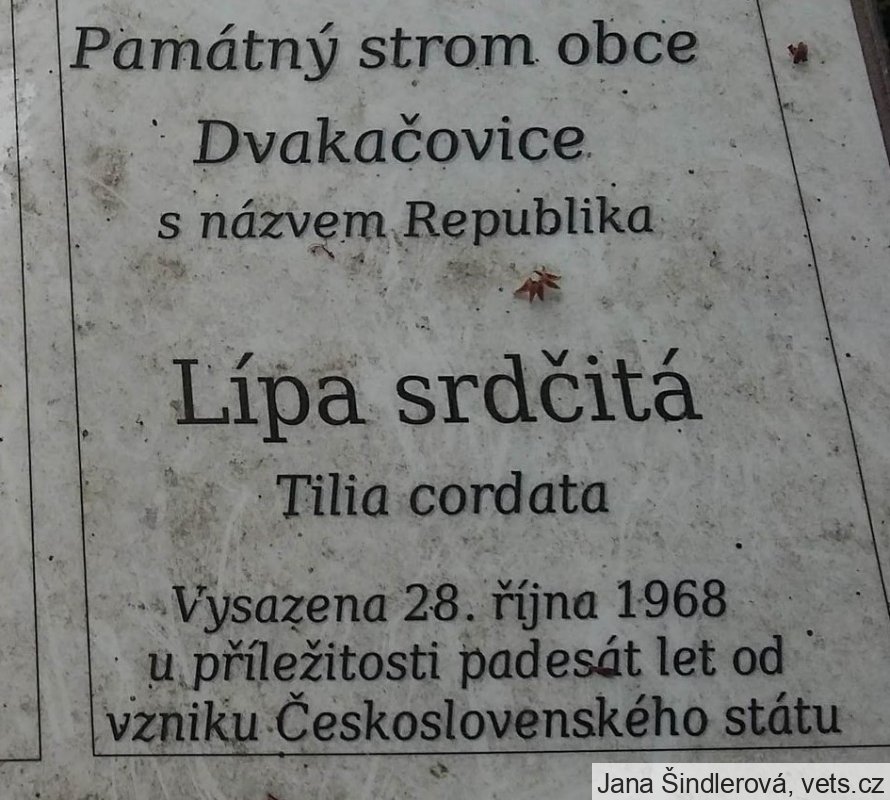 Památný strom obce
Dvakačovice
s názvem Republika
Lípa srdčitá
Tilia cordata
Vysazena 28. října 1968
u příležitosti padesát let od
vzniku Československého státu
Jana Šindlerová, vets.cz